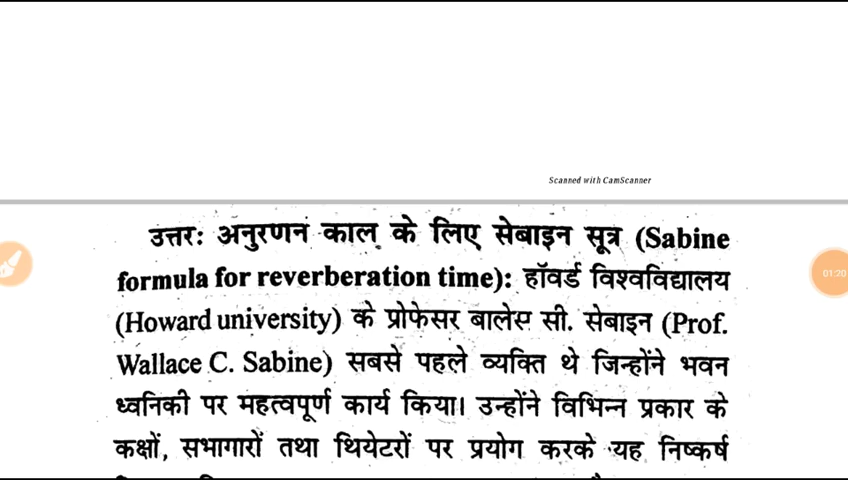 Scanned with CamScanner
उत्तरः अनुरणन काल के लिए सेबाइन सूत्र (Sabine
formula for reverberation time): हॉवर्ड विश्वविद्यालय
(Howard university) के प्रोफेसर बालेस सी. सेबाइन (Prof.
Wallace C. Sabine) सबसे पहले व्यक्ति थे जिन्होंने भवन
ध्वनिकी पर महत्वपूर्ण कार्य किया। उन्होंने विभिन्न प्रकार के
कक्षों, सभागारों तथा थियेटरों पर प्रयोग करके यह निष्कर्ष
01:20